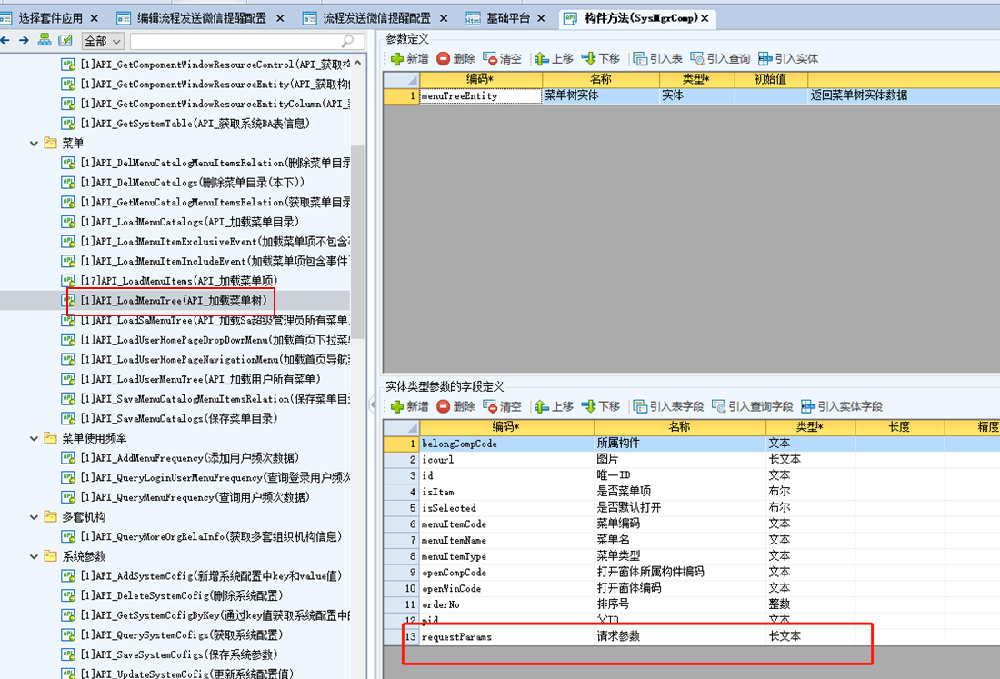 选择套件应用 × 编辑流程发送微信提醒配置 × 流程发送微信提醒配置 × 基础平台 × 构件方法(SysMgrComp) ×
全部
[1]API_GetComponentWindowResourceControl(API_获取构
[1]API_GetComponentWindowResourceEntity(API_获取构
[1]API_GetComponentWindowResourceEntityColumn(API_
[1]API_GetSystemTable(API_获取系统BA表信息)
菜单
[1]API_DelMenuCatalogMenuItemsRelation(删除菜单目录
[1]API_DelMenuCatalogs(删除菜单目录(本下))
[1]API_GetMenuCatalogMenuItemsRelation(获取菜单目录
[1]API_LoadMenuCatalogs(API_加载菜单目录)
[1]API_LoadMenuItemExclusiveEvent(加载菜单项不包含
[1]API_LoadMenuItemIncludeEvent(加载菜单项包含事件
[17]API_LoadMenuItems(API_加载菜单项)
[1]API_LoadMenuTree(API_加载菜单树)
[1]API_LoadSaMenuTree(API_加载Sa超级管理员所有菜单
[1]API_LoadUserHomePageDropDownMenu(加载首页下拉菜
[1]API_LoadUserHomePageNavigationMenu(加载首页导航
[1]API_LoadUserMenuTree(API_加载用户所有菜单)
[1]API_SaveMenuCatalogMenuItemsRelation(保存菜单目
[1]API_SaveMenuCatalogs(保存菜单目录)
菜单使用频率
[1]API_AddMenuFrequency(添加用户频次数据)
[1]API_QueryLoginUserMenuFrequency(查询登录用户频次
[1]API_QueryMenuFrequency(查询用户频次数据)
多套机构
[1]API_QueryMoreOrgRelaInfo(获取多套组织机构信息)
系统参数
[1]API_AddSystemCofig(新增系统配置中key和value值)
[1]API_DeleteSystemCofig(删除系统配置)
[1]API_GetSystemCofigByKey(通过key值获取系统配置中
[1]API_QuerySystemCofigs(获取系统配置)
[1]API_SaveSystemCofigs(保存系统参数)
[1]API_UpdateSystemCofig(更新系统配置值)
参数定义
新增 删除 清空 上移 下移 引入表 引入查询 引入实体
编码* 名称 类型* 初始值
1 menuTreeEntity 菜单树实体 实体 返回菜单树实体数据
实体类型参数的字段定义
新增 删除 清空 上移 下移 引入表字段 引入查询字段 引入实体字段
编码* 名称 类型* 长度 精度
1 belongCompCode 所属构件 文本
2 icourl 图片 长文本
3 id 唯一ID 文本
4 isItem 是否菜单项 布尔
5 isSelected 是否默认打开 布尔
6 menuItemCode 菜单编码 文本
7 menuItemName 菜单名 文本
8 menuItemType 菜单类型 文本
9 openCompCode 打开窗体所属构件编码 文本
10 openWinCode 打开窗体编码 文本
11 orderNo 排序号 整数
12 pid 父ID 文本
13 requestParams 请求参数 长文本